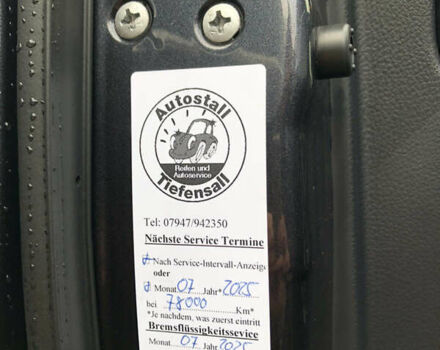 Autostall
Reifen und
Autoservice
Tiefensall
Tel: 07947/942350
Nächste Service Termine
Nach Service-Intervall-Anzeige
oder
Monat 07 Jahr* 2025
bei 78000 Km*
*Je nachdem, was zuerst eintritt
Bremsflüssigkeitssevice
Monat 07 Jahr 2025